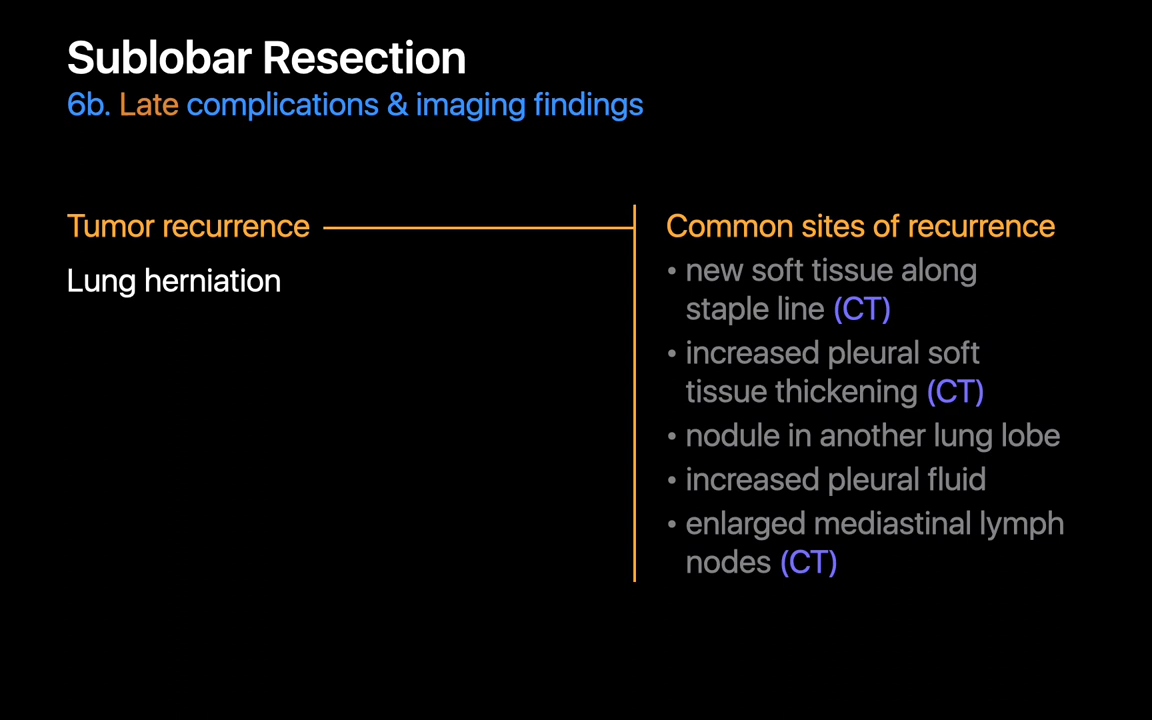 Sublobar Resection
6b. Late complications & imaging findings
Tumor recurrence
Lung herniation
Common sites of recurrence
• new soft tissue along
staple line (CT)
• increased pleural soft
tissue thickening (CT)
• nodule in another lung lobe
• increased pleural fluid
• enlarged mediastinal lymph
nodes (CT)